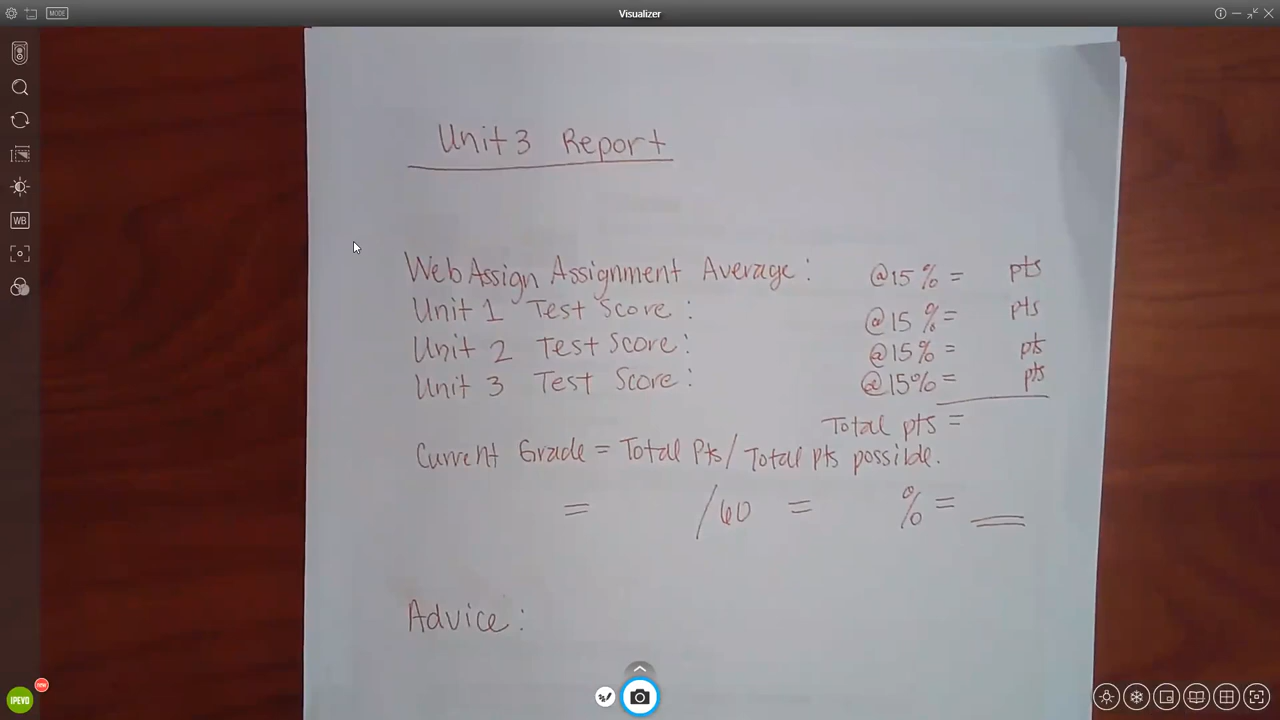 MODE
Visualizer
WB
Unit 3 Report
WebAssign Assignment Average: @15% = pts
Unit 1 Test Score: @15% = pts
Unit 2 Test Score: @15% = pts
Unit 3 Test Score: @15% = pts
Total pts =
Current Grade = Total Pts / Total pts possible.
= /60 = % =
Advice:
IPEVO
new